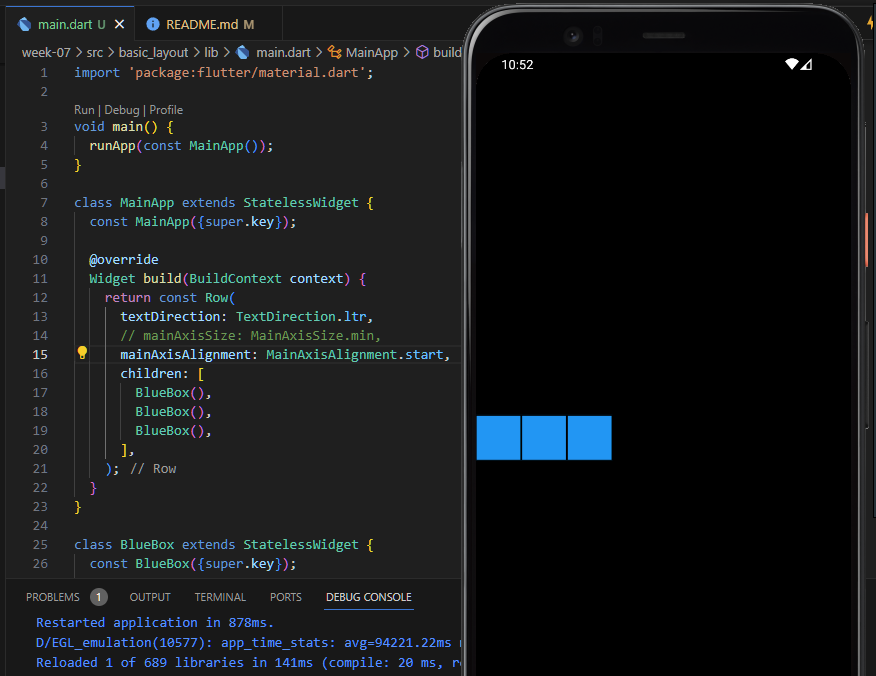 main.dart U
README.md M
week-07 > src > basic_layout > lib > main.dart > MainApp > build
1 import 'package:flutter/material.dart';
2
Run | Debug | Profile
3 void main() {
4 runApp(const MainApp());
5 }
6
7 class MainApp extends StatelessWidget {
8 const MainApp({super.key});
9
10 @override
11 Widget build(BuildContext context) {
12 return const Row(
13 textDirection: TextDirection.ltr,
14 // mainAxisSize: MainAxisSize.min,
15 mainAxisAlignment: MainAxisAlignment.start,
16 children: [
17 BlueBox(),
18 BlueBox(),
19 BlueBox(),
20 ],
21 ); // Row
22 }
23 }
24
25 class BlueBox extends StatelessWidget {
26 const BlueBox({super.key});
PROBLEMS 1 OUTPUT TERMINAL PORTS DEBUG CONSOLE
Restarted application in 878ms.
D/EGL_emulation(10577): app_time_stats: avg=94221.22ms
Reloaded 1 of 689 libraries in 141ms (compile: 20 ms,
10:52